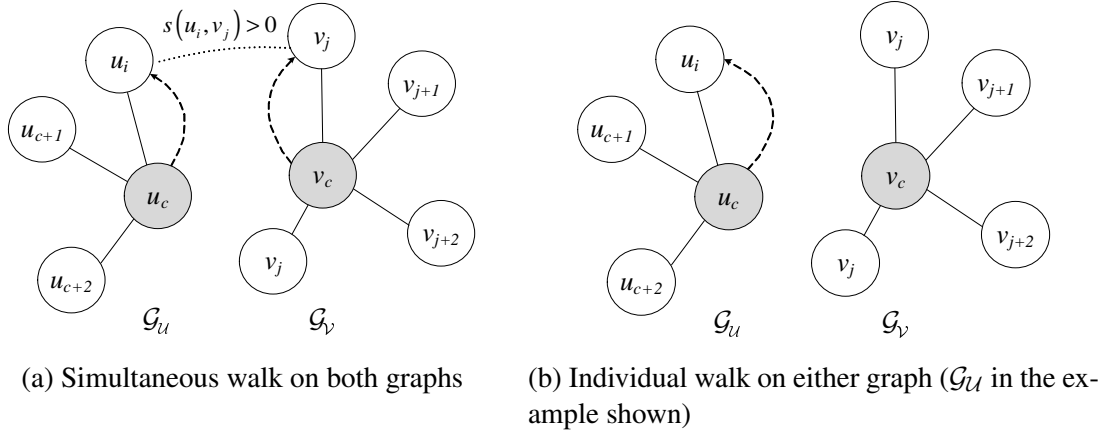 s(u_i, v_j) > 0
u_i
v_j
u_{c+1}
v_{j+1}
u_c
v_c
u_{c+2}
v_j
v_{j+2}
𝒢_𝒰
𝒢_𝒱
u_i
v_j
u_{c+1}
v_{j+1}
u_c
v_c
u_{c+2}
v_j
v_{j+2}
𝒢_𝒰
𝒢_𝒱
(a) Simultaneous walk on both graphs
(b) Individual walk on either graph (𝒢_𝒰 in the ex-
ample shown)